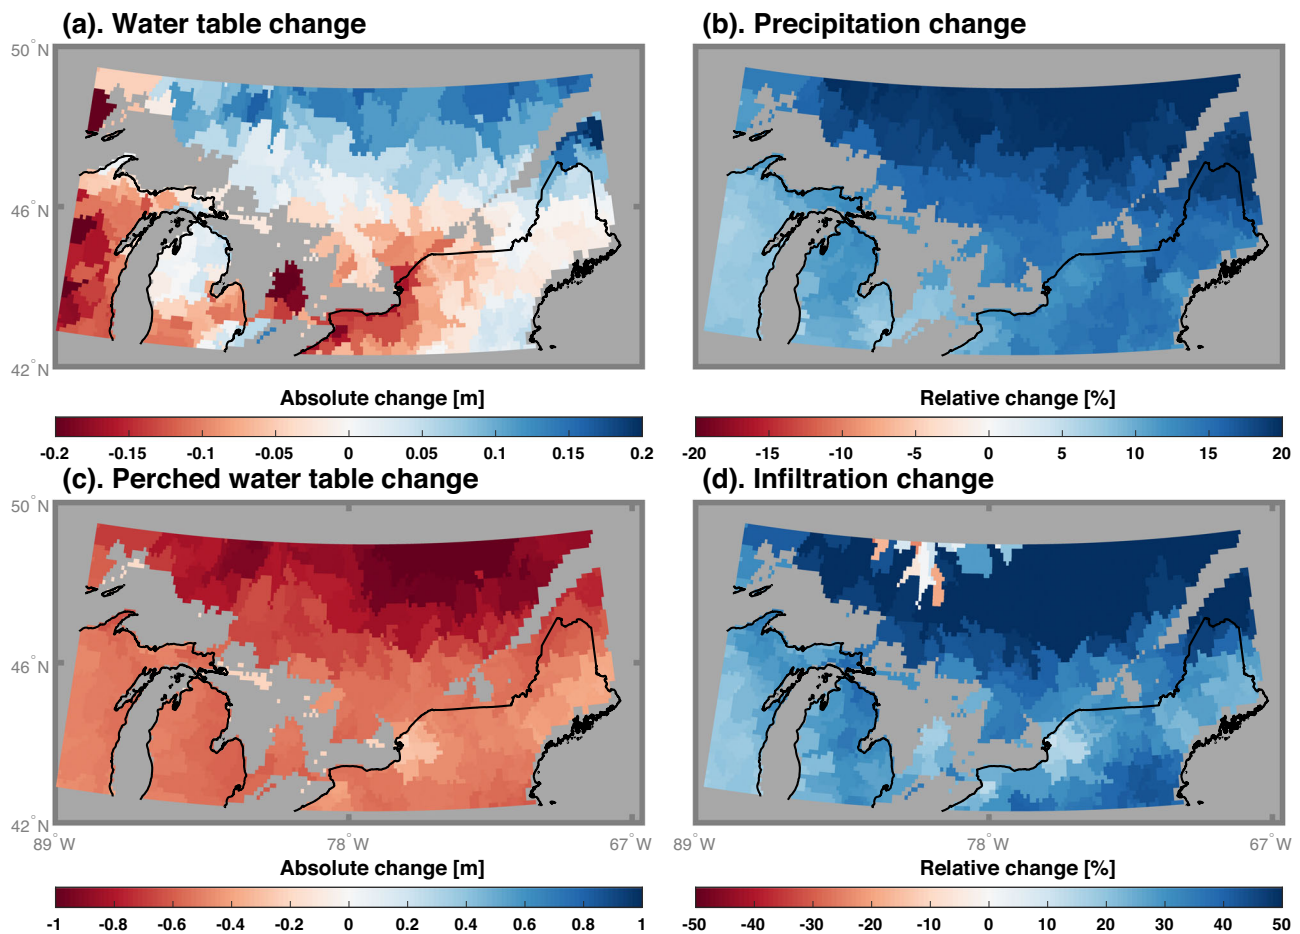 (a). Water table change
(b). Precipitation change
50°N
46°N
42°N
Absolute change [m]
Relative change [%]
-0.2 -0.15 -0.1 -0.05 0 0.05 0.1 0.15 0.2
-20 -15 -10 -5 0 5 10 15 20
(c). Perched water table change
(d). Infiltration change
50°N
46°N
42°N
89°W 78°W 67°W
89°W 78°W 67°W
Absolute change [m]
Relative change [%]
-1 -0.8 -0.6 -0.4 -0.2 0 0.2 0.4 0.6 0.8 1
-50 -40 -30 -20 -10 0 10 20 30 40 50